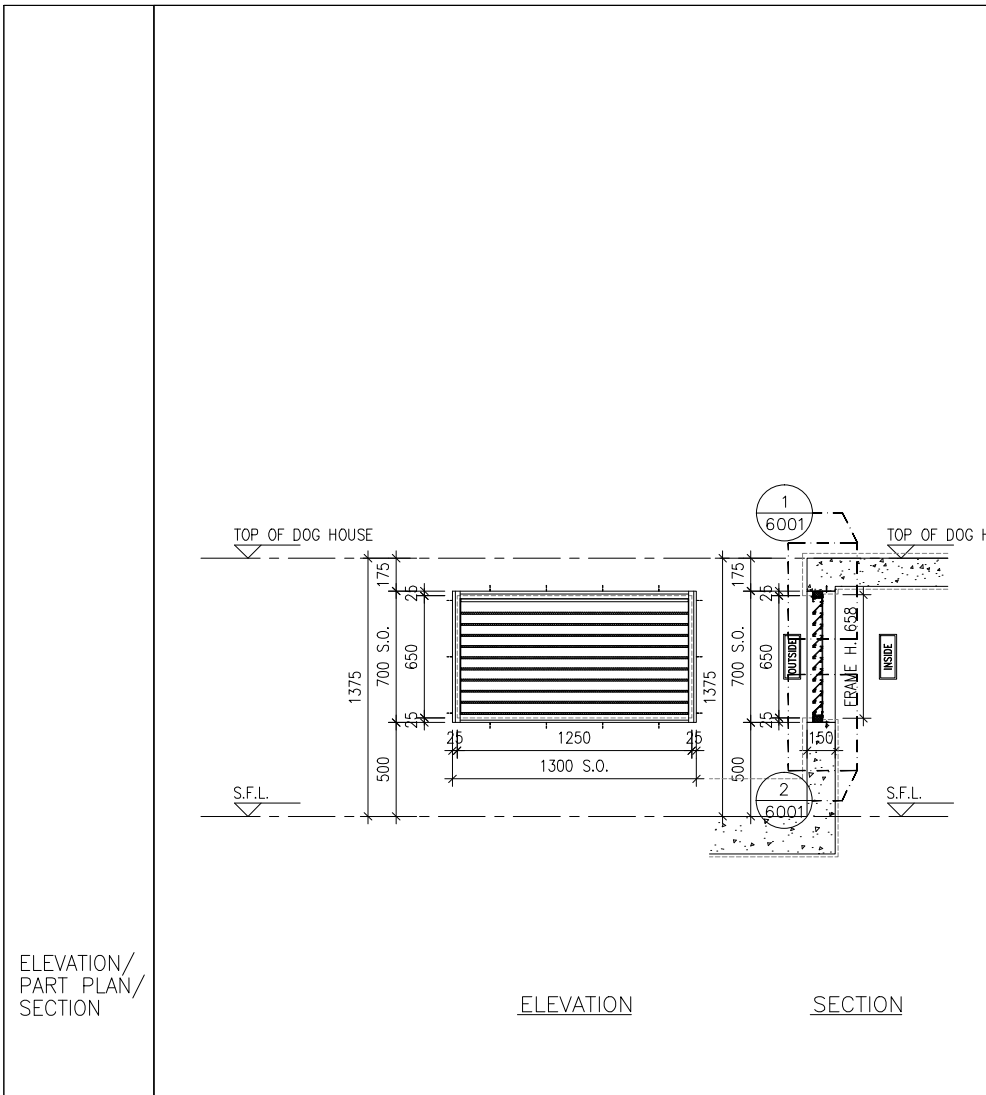 1
6001
TOP OF DOG HOUSE
TOP OF DOG H
175
175
25
25
1375
700 S.O.
650
1375
700 S.O.
650
OUTSIDE
FRAME H. 658
INSIDE
25
25
25
1250
25
150
1300 S.O.
500
500
S.F.L.
2
6001
S.F.L.
ELEVATION/
PART PLAN/
SECTION
ELEVATION
SECTION